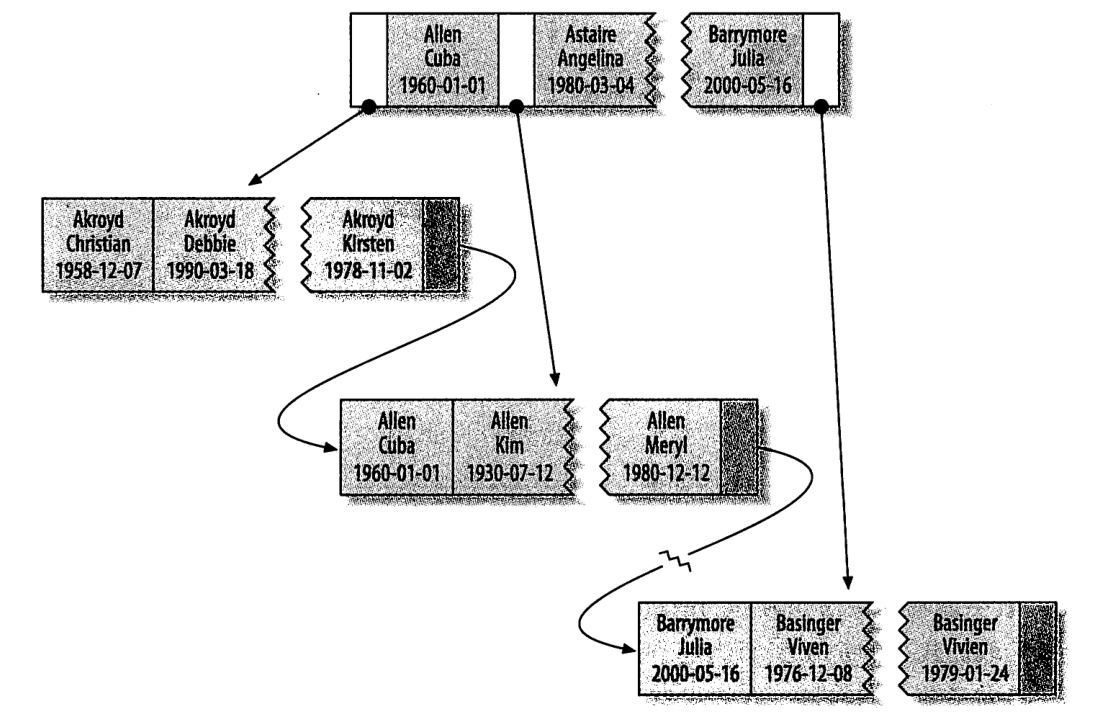 Allen
Cuba
1960-01-01
Astaire
Angelina
1980-03-04
Barrymore
Julia
2000-05-16
Akroyd
Christian
1958-12-07
Akroyd
Debbie
1990-03-18
Akroyd
Kirsten
1978-11-02
Allen
Cuba
1960-01-01
Allen
Kim
1930-07-12
Allen
Meryl
1980-12-12
Barrymore
Julia
2000-05-16
Basinger
Viven
1976-12-08
Basinger
Vivien
1979-01-24